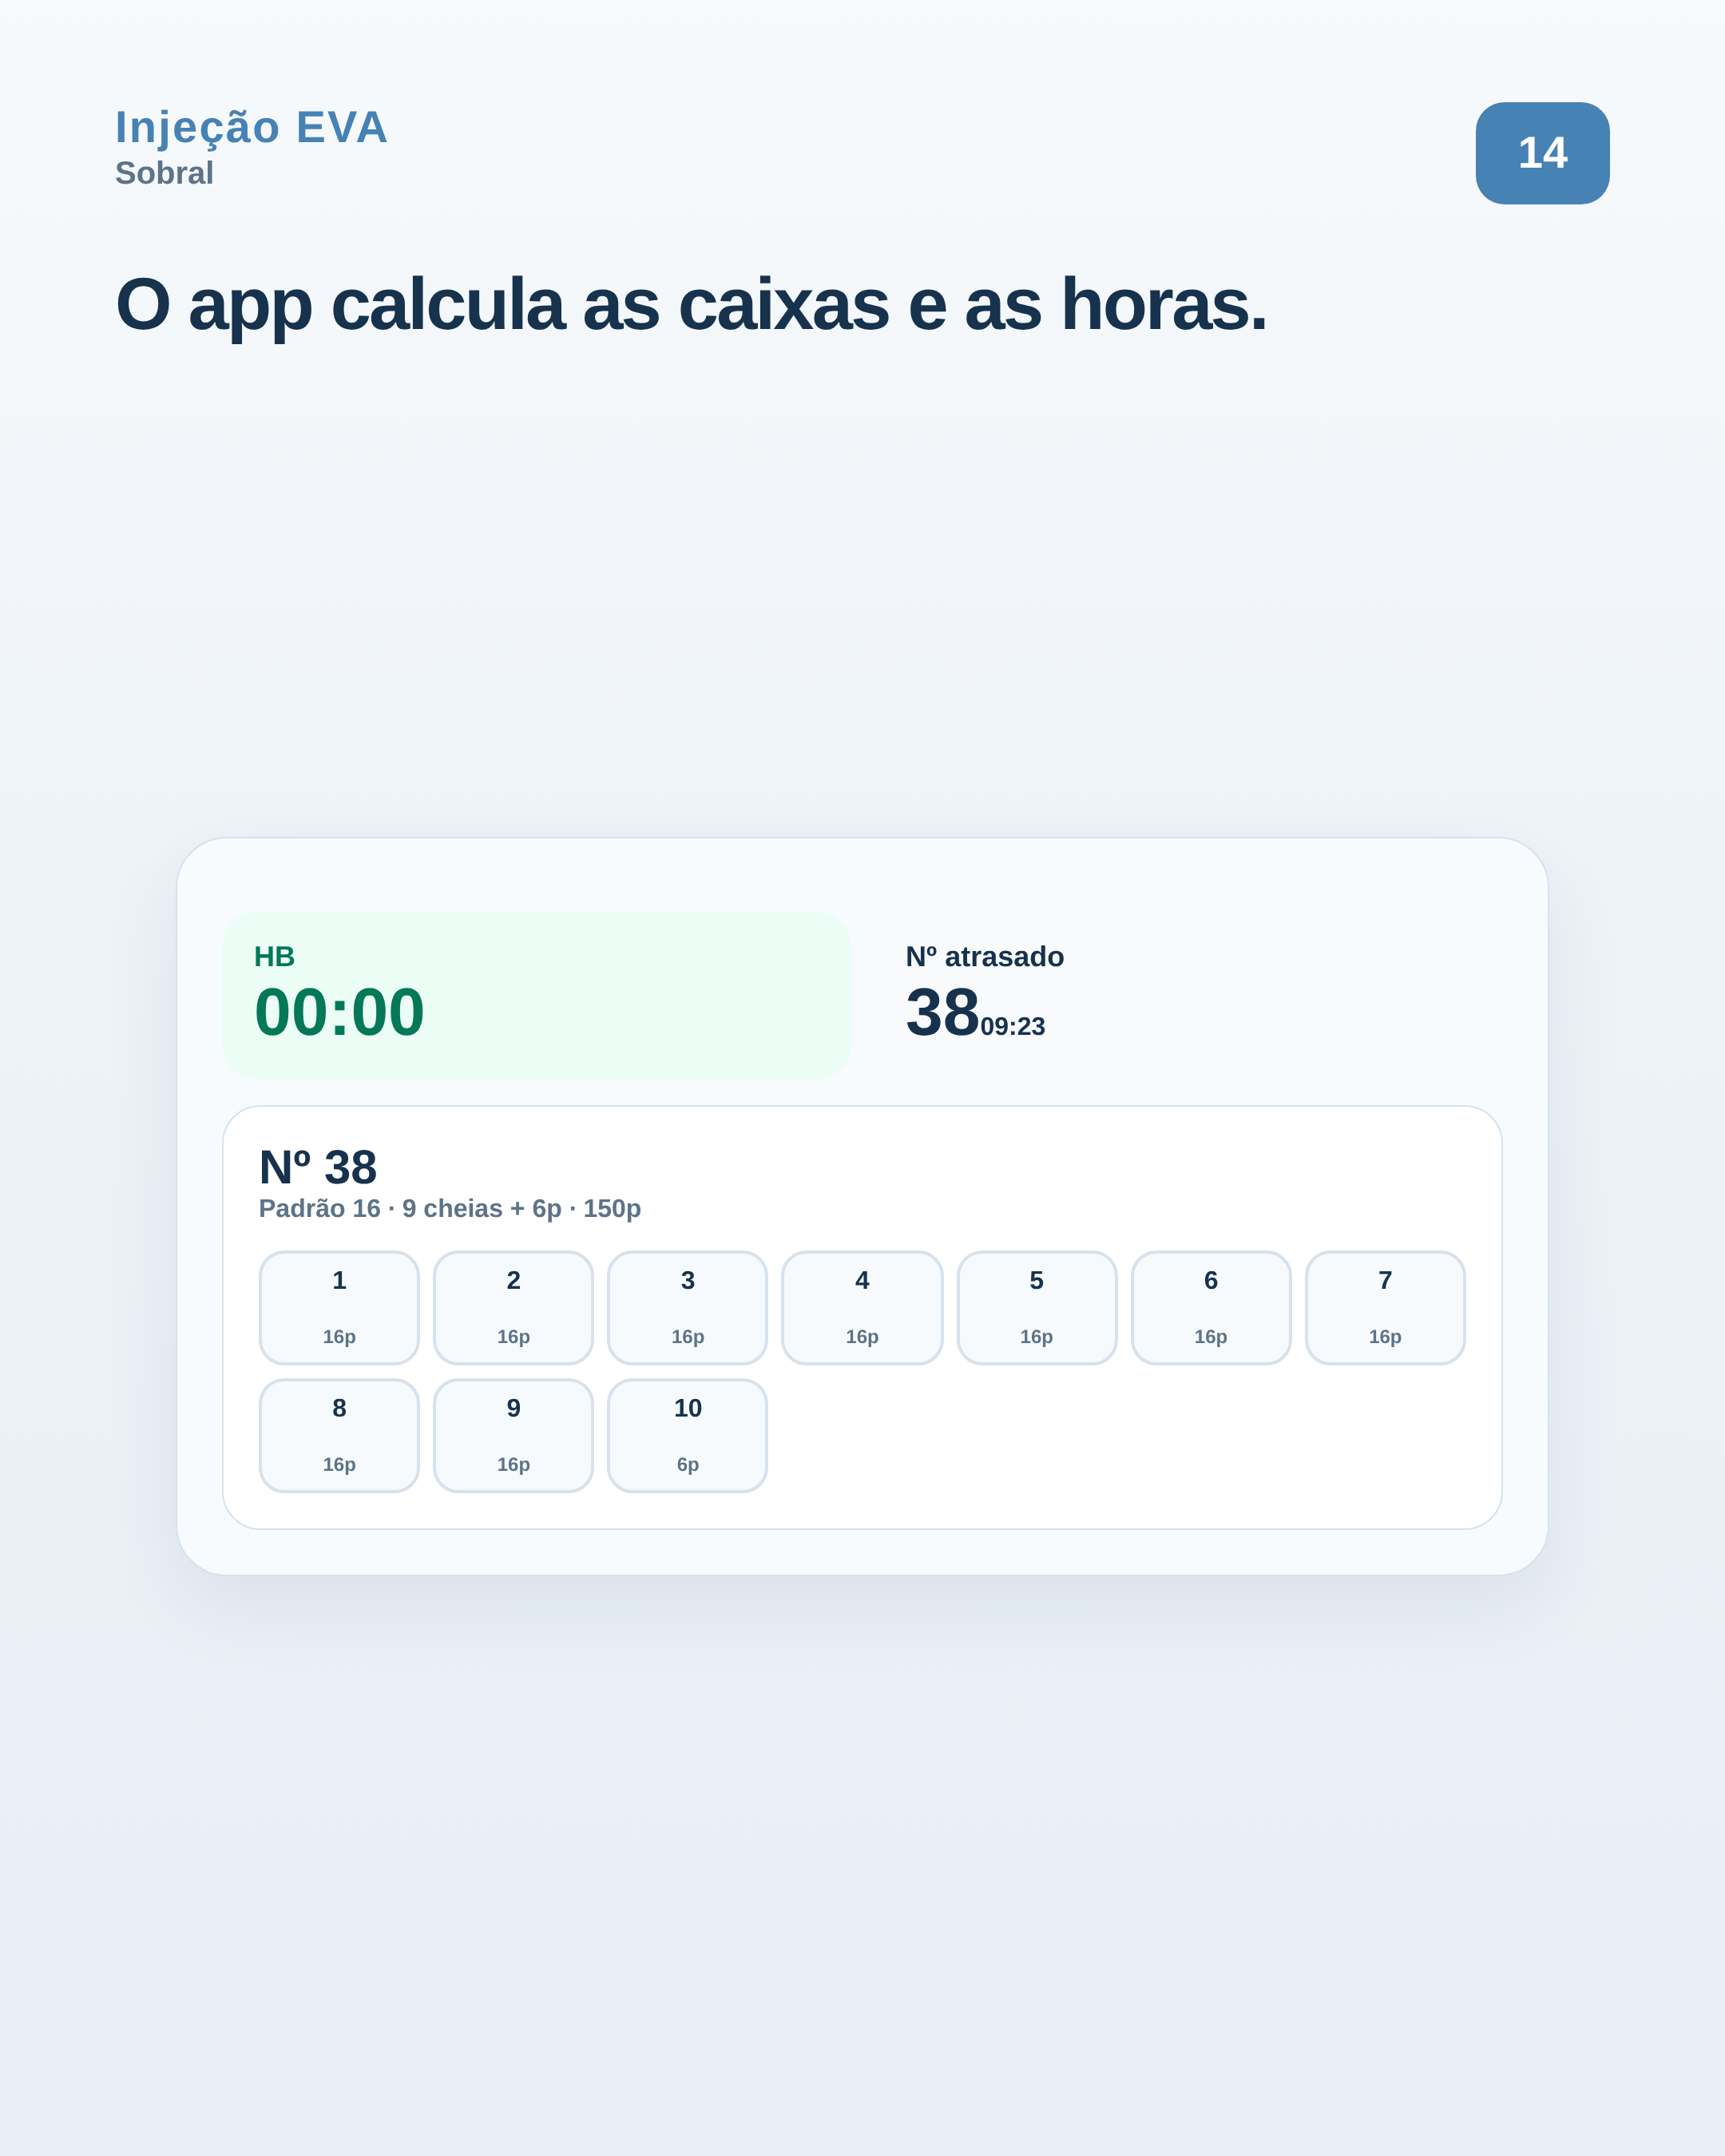 Injeção EVA
Sobral
14
O app calcula as caixas e as horas.
HB
00:00
Nº atrasado
38 09:23
Nº 38
Padrão 16 · 9 cheias + 6p · 150p
1 2 3 4 5 6 7
16p 16p 16p 16p 16p 16p 16p
8 9 10
16p 16p 6p